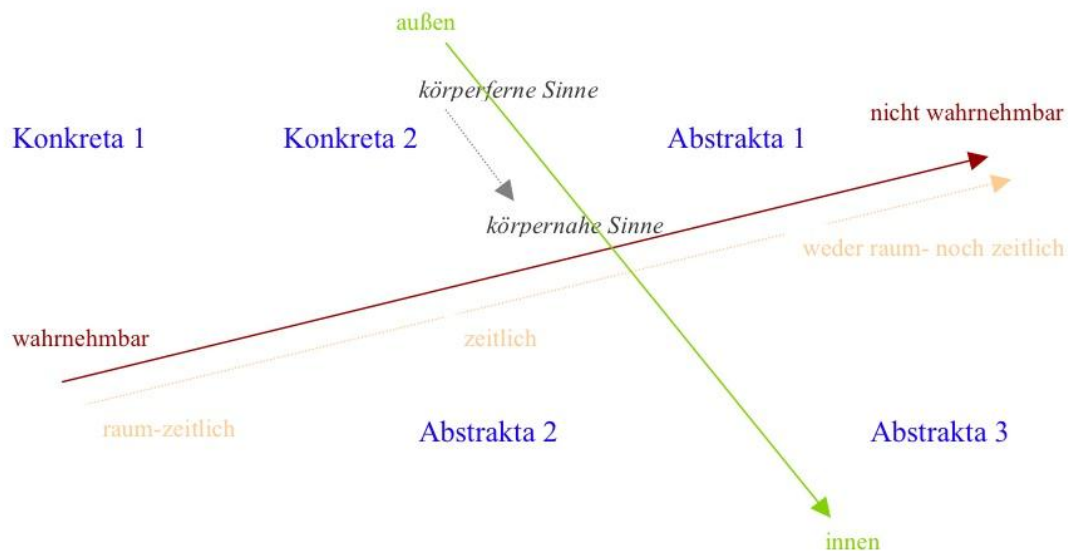 außen
körperferne Sinne
nicht wahrnehmbar
Konkreta 1
Konkreta 2
Abstrakta 1
körpernahe Sinne
weder raum- noch zeitlich
wahrnehmbar
zeitlich
raum-zeitlich
Abstrakta 2
Abstrakta 3
innen